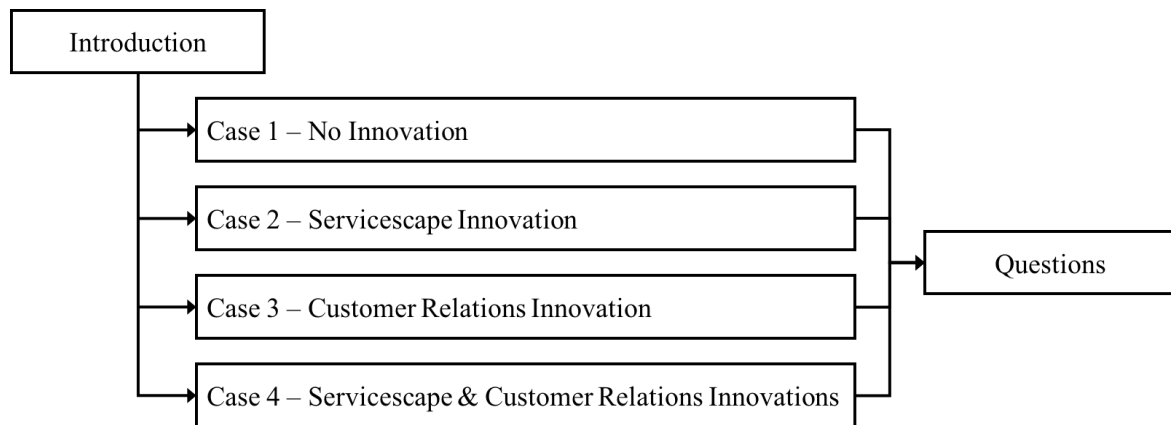 Introduction
Case 1 – No Innovation
Case 2 – Servicescape Innovation
Case 3 – Customer Relations Innovation
Case 4 – Servicescape & Customer Relations Innovations
Questions